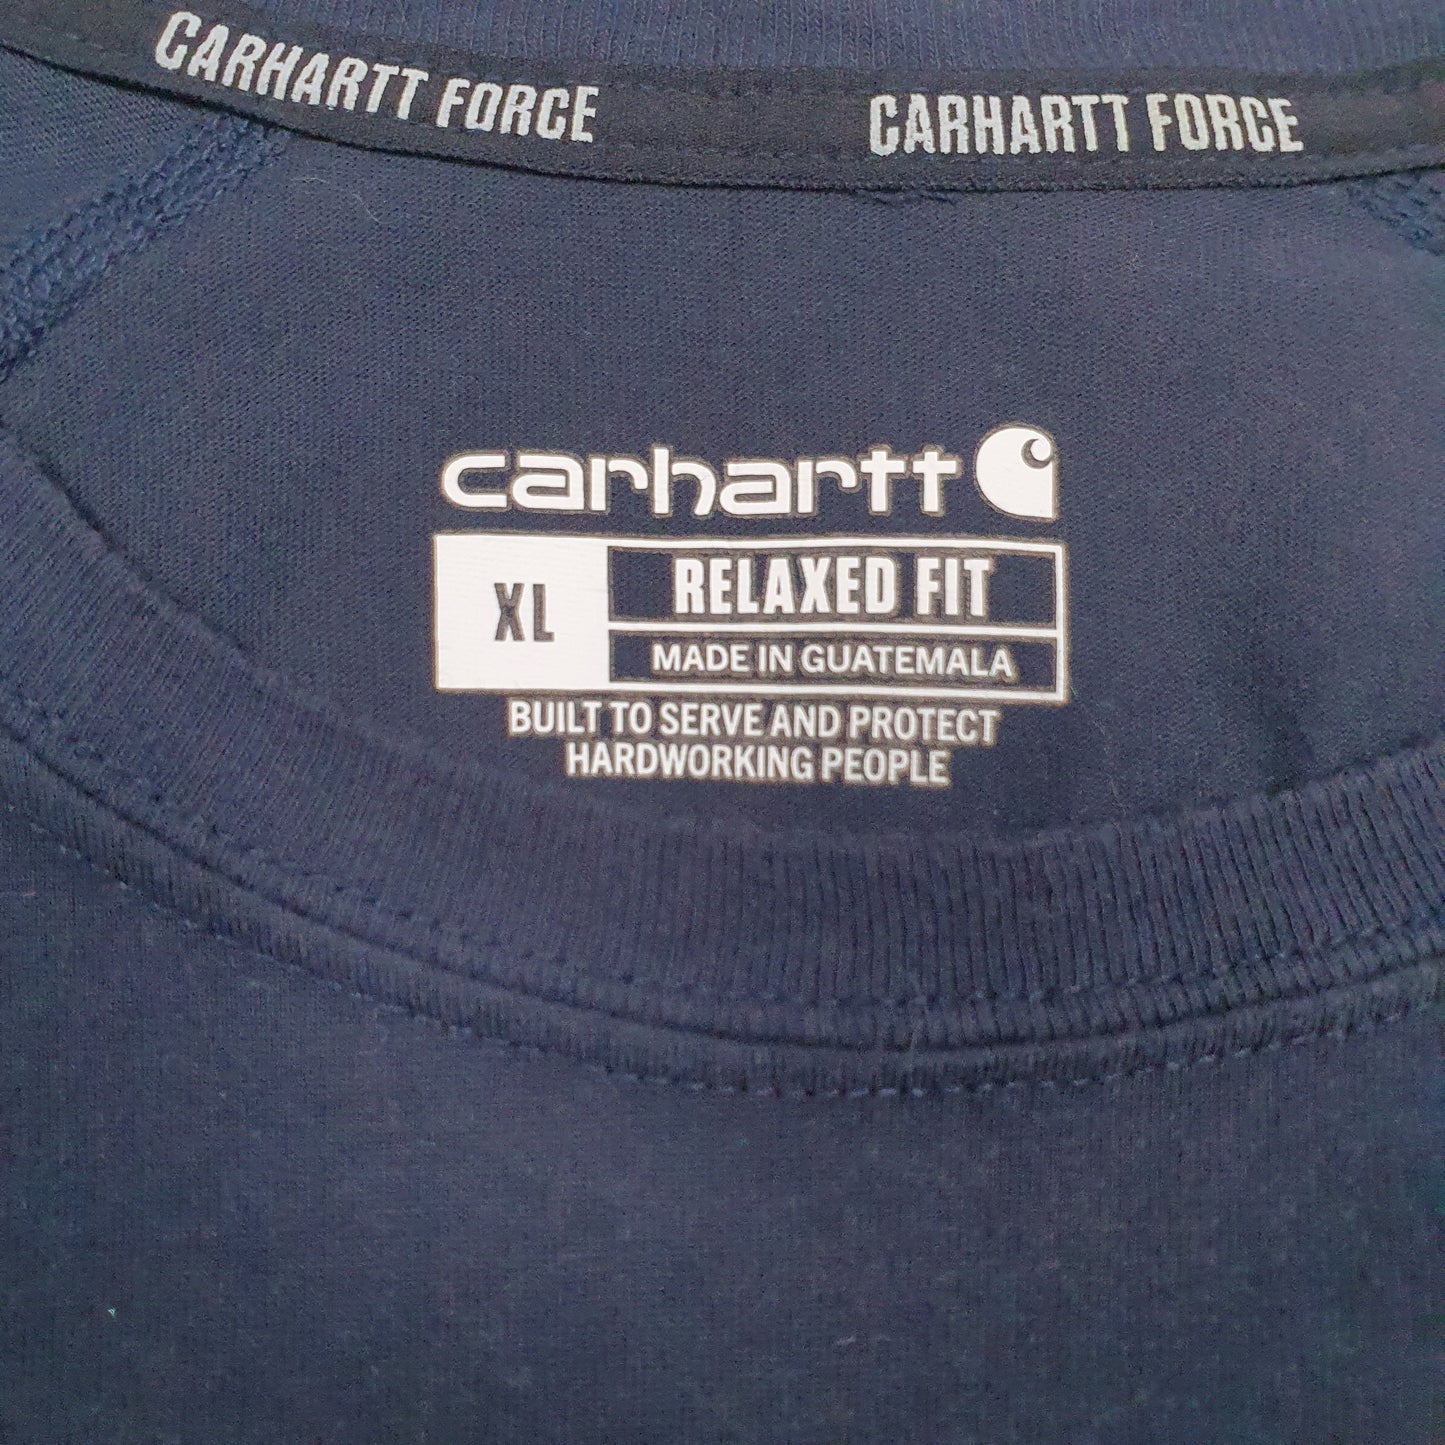 CARHARTT FORCE CARHARTT FORCE
carhartt
XL RELAXED FIT
MADE IN GUATEMALA
BUILT TO SERVE AND PROTECT
HARDWORKING PEOPLE